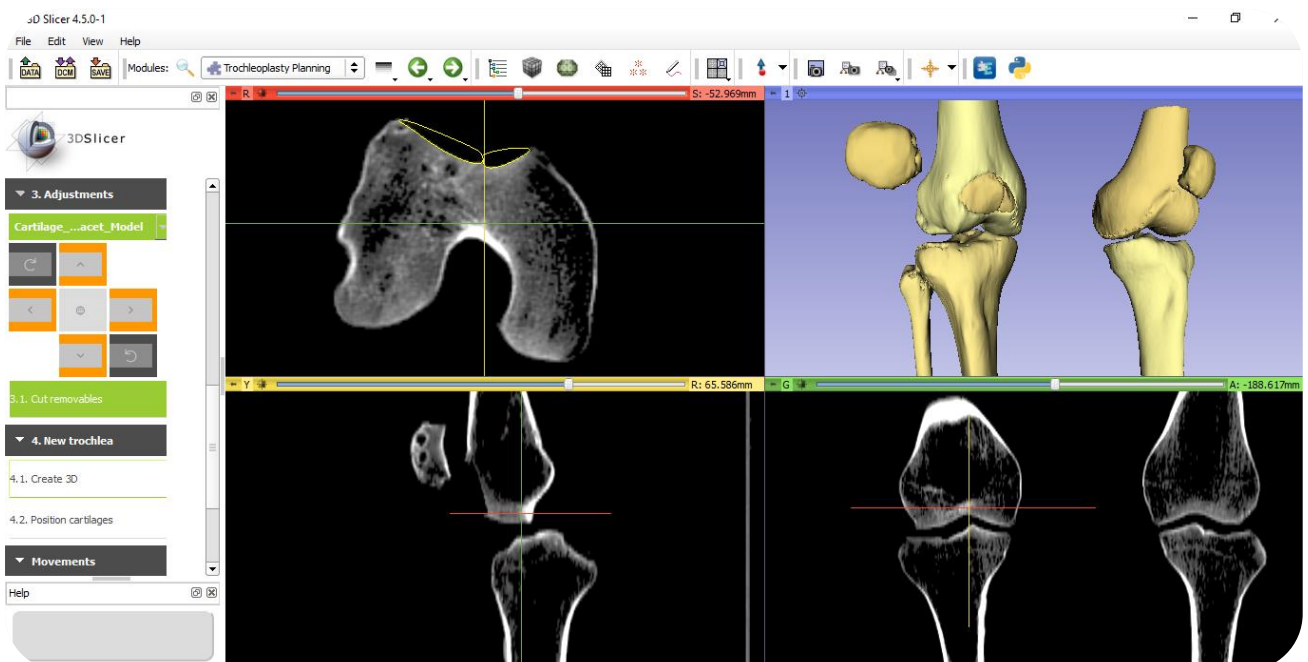 3D Slicer 4.5.0-1
File Edit View Help
DATA DCM SAVE Modules: Trochleoplasty Planning
R S: -52.969mm 1
3DSlicer
3. Adjustments
Cartilage_...acet_Model
3.1. Cut removables
Y R: 65.586mm G A: -188.617mm
4. New trochlea
4.1. Create 3D
4.2. Position cartilages
Movements
Help